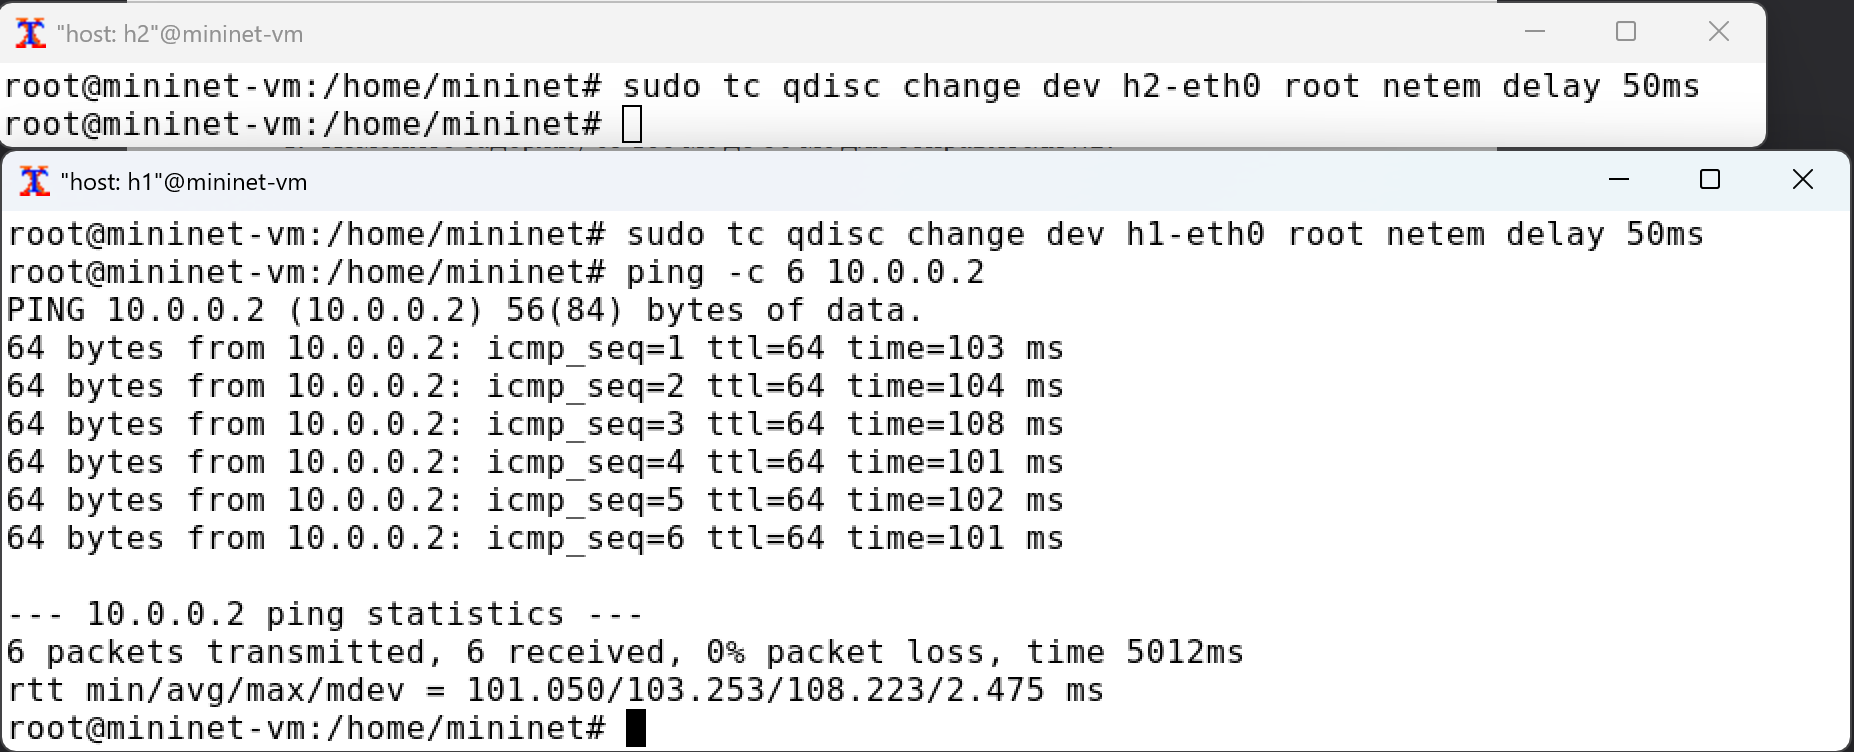 "host: h2"@mininet-vm
root@mininet-vm:/home/mininet# sudo tc qdisc change dev h2-eth0 root netem delay 50ms
root@mininet-vm:/home/mininet#
"host: h1"@mininet-vm
root@mininet-vm:/home/mininet# sudo tc qdisc change dev h1-eth0 root netem delay 50ms
root@mininet-vm:/home/mininet# ping -c 6 10.0.0.2
PING 10.0.0.2 (10.0.0.2) 56(84) bytes of data.
64 bytes from 10.0.0.2: icmp_seq=1 ttl=64 time=103 ms
64 bytes from 10.0.0.2: icmp_seq=2 ttl=64 time=104 ms
64 bytes from 10.0.0.2: icmp_seq=3 ttl=64 time=108 ms
64 bytes from 10.0.0.2: icmp_seq=4 ttl=64 time=101 ms
64 bytes from 10.0.0.2: icmp_seq=5 ttl=64 time=102 ms
64 bytes from 10.0.0.2: icmp_seq=6 ttl=64 time=101 ms
--- 10.0.0.2 ping statistics ---
6 packets transmitted, 6 received, 0% packet loss, time 5012ms
rtt min/avg/max/mdev = 101.050/103.253/108.223/2.475 ms
root@mininet-vm:/home/mininet#